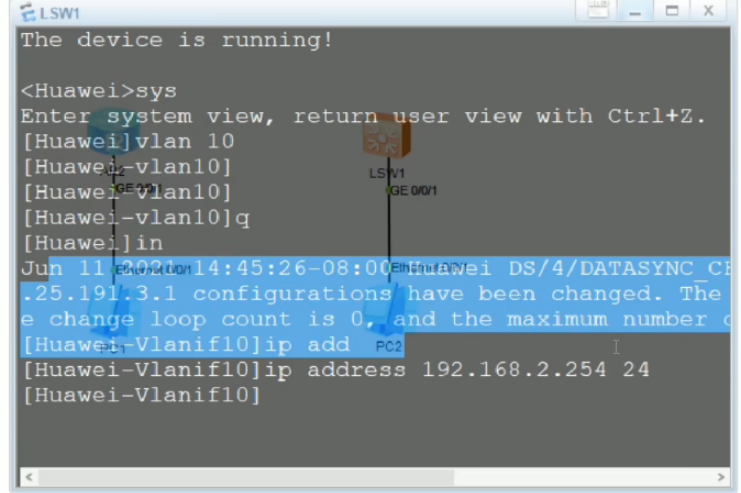 LSW1
The device is running!
<Huawei>sys
Enter system view, return user view with Ctrl+Z.
[Huawei]vlan 10
[Huawei-vlan10]
LSW1
[Huawei-vlan10]
GE 0/0/1
GE 0/0/1
[Huawei-vlan10]q
[Huawei]in
Jun 11 2021 14:45:26-08:00 Huawei DS/4/DATASYNC_C
Ethernet 0/0/1
Ethernet 0/0/1
.25.191.3.1 configurations have been changed. The
e change loop count is 0, and the maximum number
[Huawei-Vlanif10]ip add
PC1
PC2
[Huawei-Vlanif10]ip address 192.168.2.254 24
[Huawei-Vlanif10]